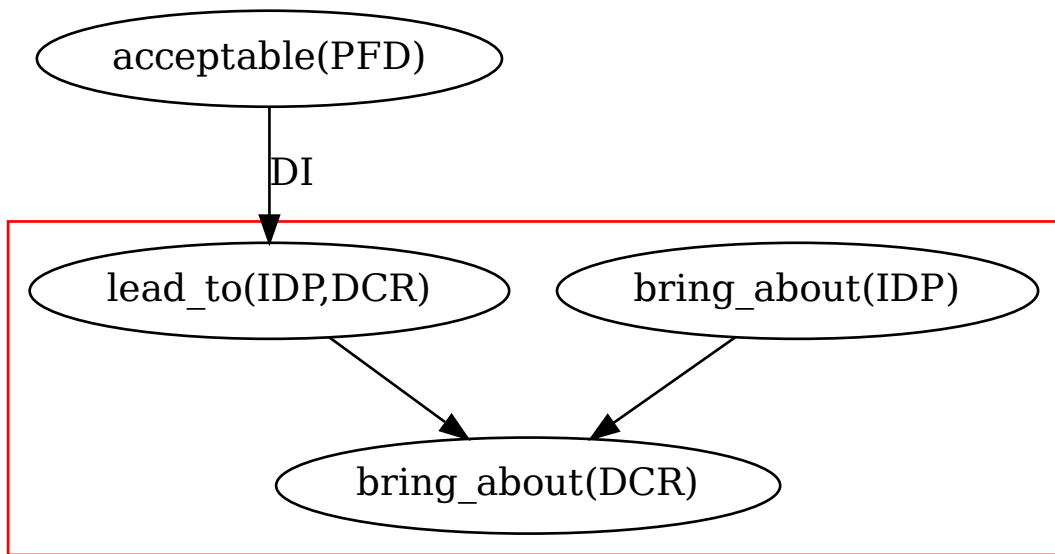 acceptable(PFD)
DI
lead_to(IDP,DCR)
bring_about(IDP)
bring_about(DCR)